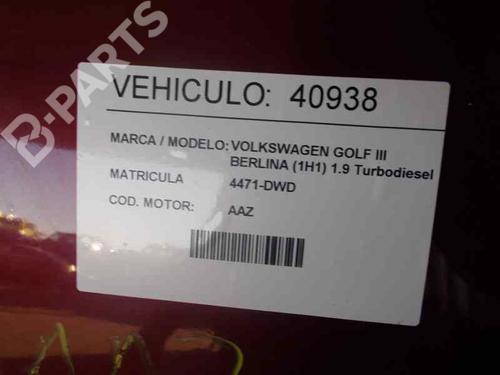 B-PARTS
VEHICULO: 40938
MARCA / MODELO: VOLKSWAGEN GOLF III
BERLINA (1H1) 1.9 Turbodiesel
MATRICULA 4471-DWD
COD. MOTOR: AAZ